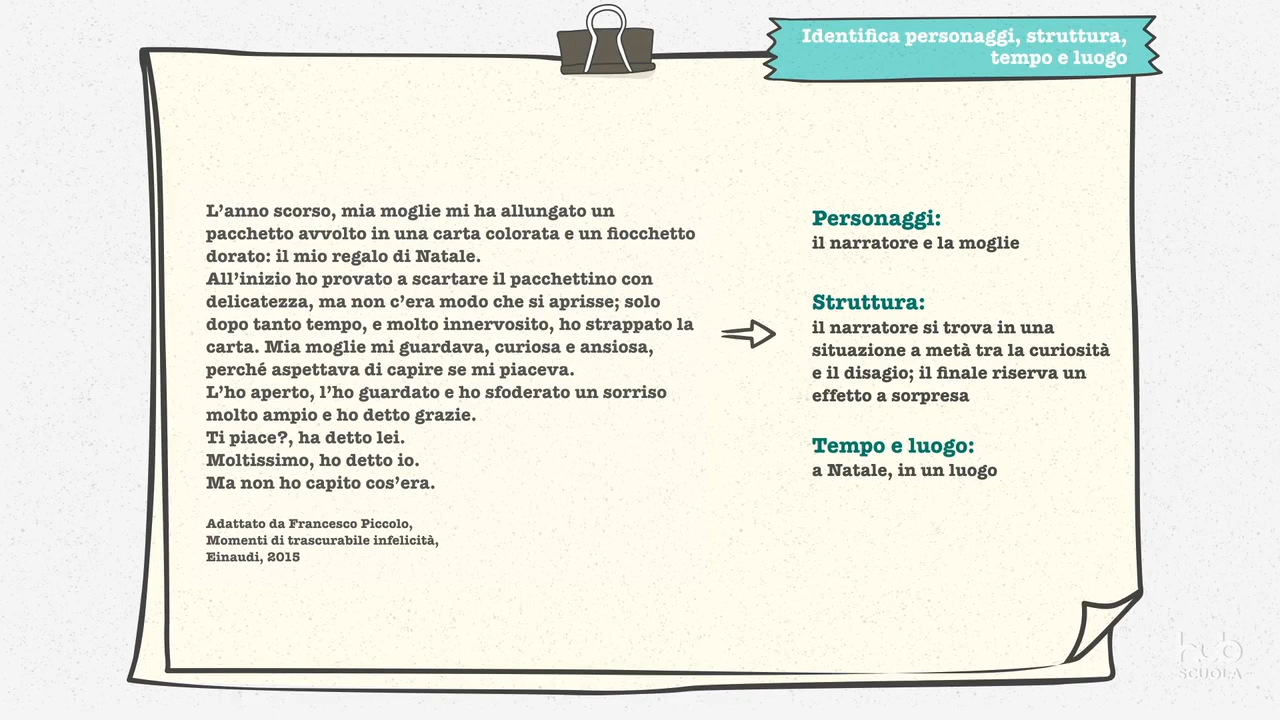 Identifica personaggi, struttura,
tempo e luogo
L'anno scorso, mia moglie mi ha allungato un
pacchetto avvolto in una carta colorata e un fiocchetto
dorato: il mio regalo di Natale.
All'inizio ho provato a scartare il pacchettino con
delicatezza, ma non c'era modo che si aprisse; solo
dopo tanto tempo, e molto innervosito, ho strappato la
carta. Mia moglie mi guardava, curiosa e ansiosa,
perché aspettava di capire se mi piaceva.
L'ho aperto, l'ho guardato e ho sfoderato un sorriso
molto ampio e ho detto grazie.
Ti piace?, ha detto lei.
Moltissimo, ho detto io.
Ma non ho capito cos'era.
Adattato da Francesco Piccolo,
Momenti di trascurabile infelicità,
Einaudi, 2015
Personaggi:
il narratore e la moglie
Struttura:
il narratore si trova in una
situazione a metà tra la curiosità
e il disagio; il finale riserva un
effetto a sorpresa
Tempo e luogo:
a Natale, in un luogo
hub
SCUOLA